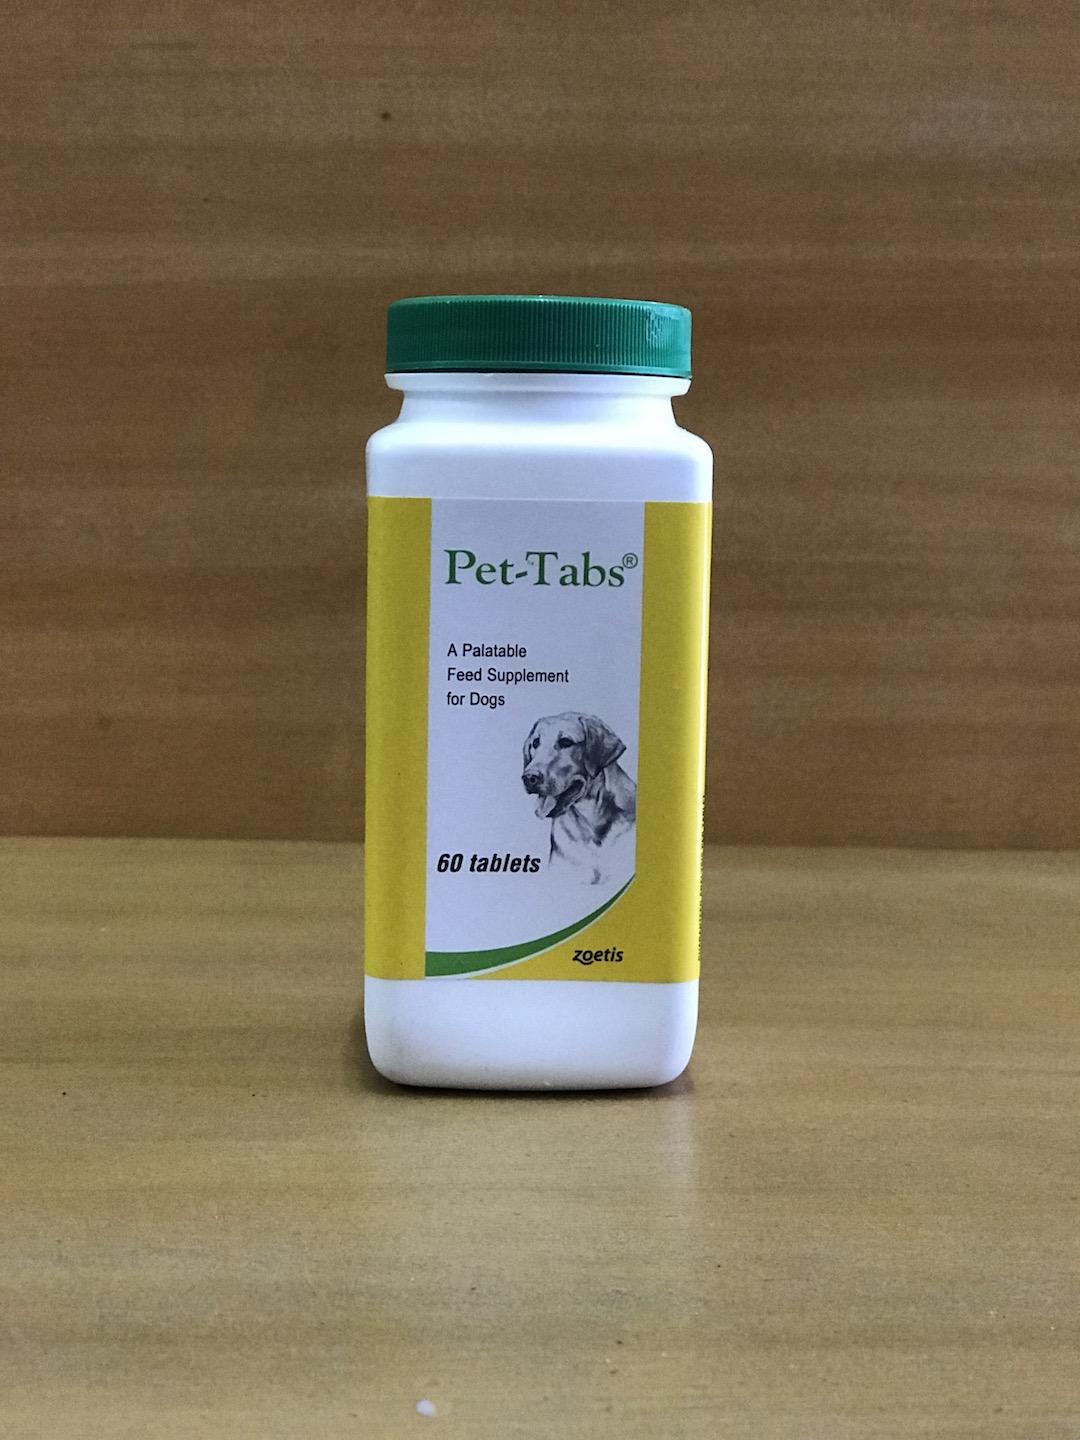 Pet-Tabs®
A Palatable
Feed Supplement
for Dogs
60 tablets
zoetis